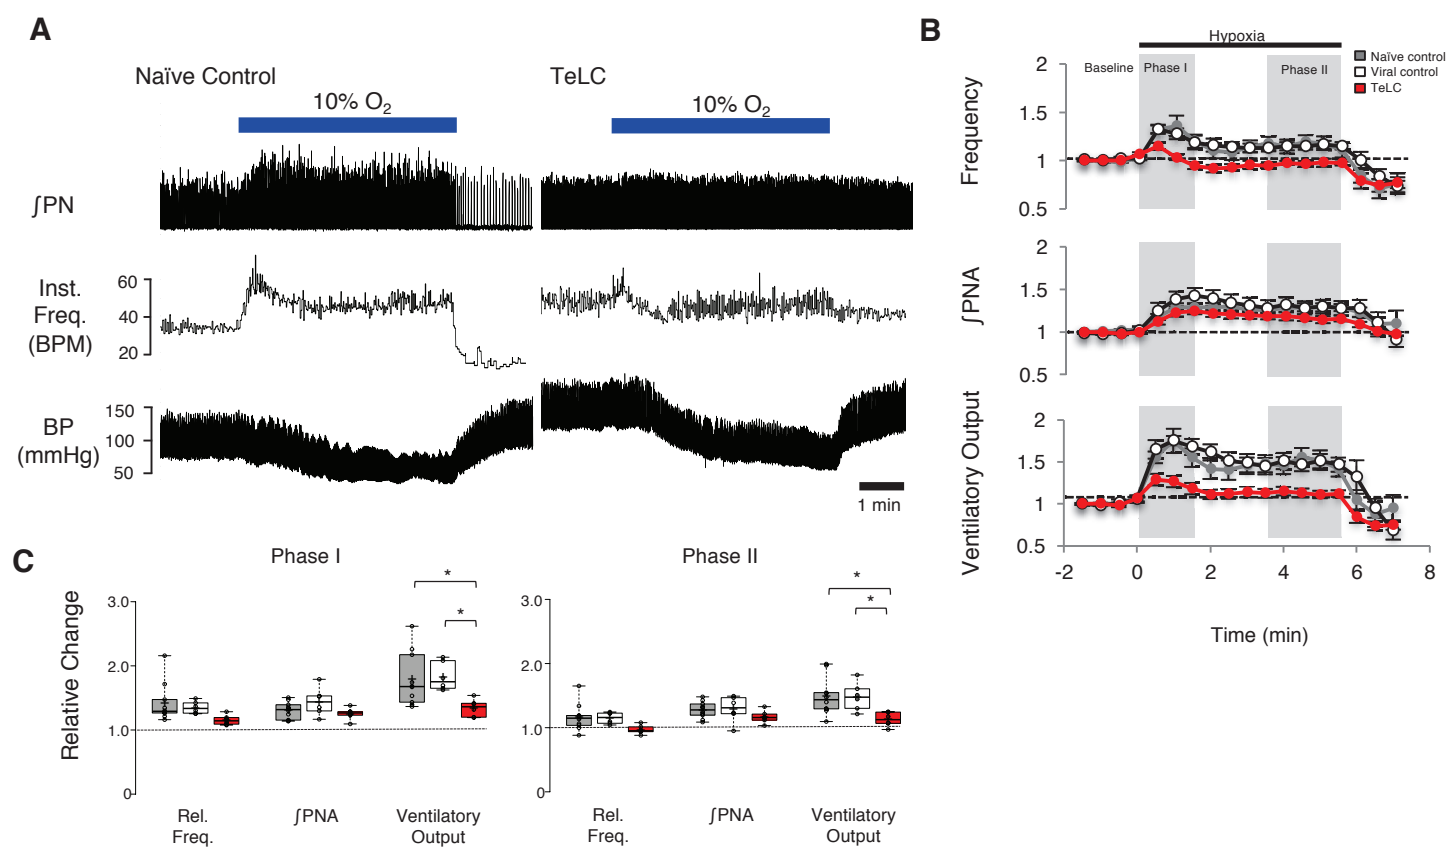 A
Naïve Control
TeLC
10% O2
10% O2
∫PN
Inst.
Freq.
(BPM)
60
40
20
BP
(mmHg)
150
100
50
1 min
B
Hypoxia
Naïve control
Viral control
TeLC
Baseline
Phase I
Phase II
Frequency
2
1.5
1
0.5
∫PNA
2
1.5
1
0.5
Ventilatory Output
2
1.5
1
0.5
-2
0
2
4
6
8
Time (min)
C
Phase I
Relative Change
3.0
2.0
1.0
0
*
*
Rel.
Freq.
∫PNA
Ventilatory
Output
Phase II
3.0
2.0
1.0
0
*
*
Rel.
Freq.
∫PNA
Ventilatory
Output